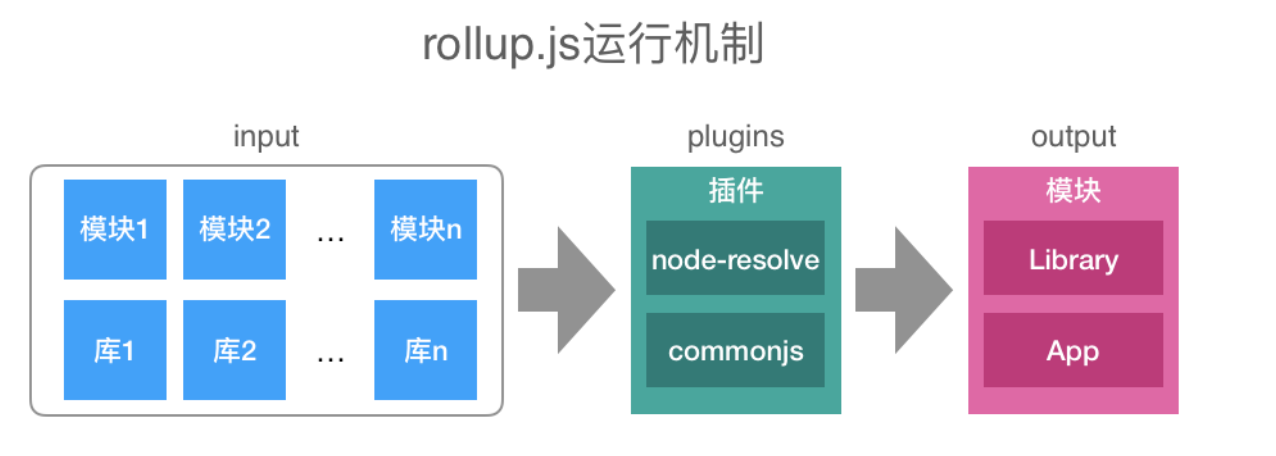 rollup.js运行机制
input
plugins
output
模块1
模块2
...
模块n
库1
库2
...
库n
插件
node-resolve
commonjs
模块
Library
App